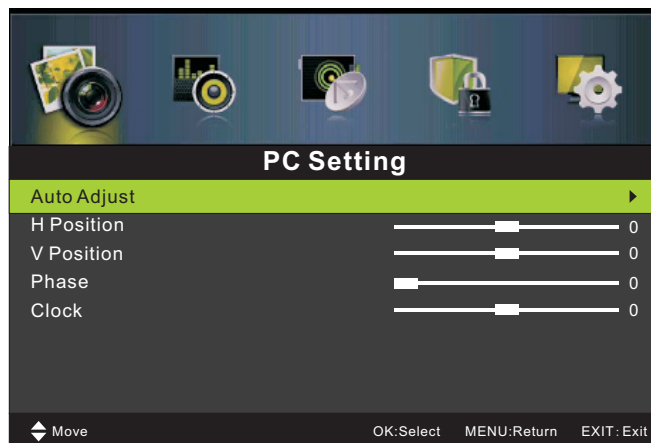 PC Setting
Auto Adjust
H Position 0
V Position 0
Phase 0
Clock 0
Move OK:Select MENU:Return EXIT:Exit